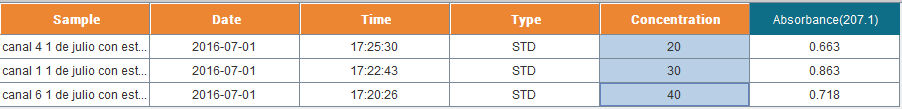 Sample Date Time Type Concentration Absorbance(207.1)
canal 4 1 de julio con est... 2016-07-01 17:25:30 STD 20 0.663
canal 1 1 de julio con est... 2016-07-01 17:22:43 STD 30 0.863
canal 6 1 de julio con est... 2016-07-01 17:20:26 STD 40 0.718